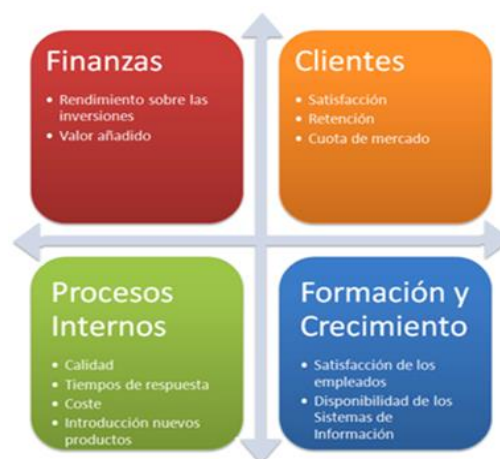 Finanzas
• Rendimiento sobre las
inversiones
• Valor añadido
Clientes
• Satisfacción
• Retención
• Cuota de mercado
Procesos
Internos
• Calidad
• Tiempos de respuesta
• Coste
• Introducción nuevos
productos
Formación y
Crecimiento
• Satisfacción de los
empleados
• Disponibilidad de los
Sistemas de
Información